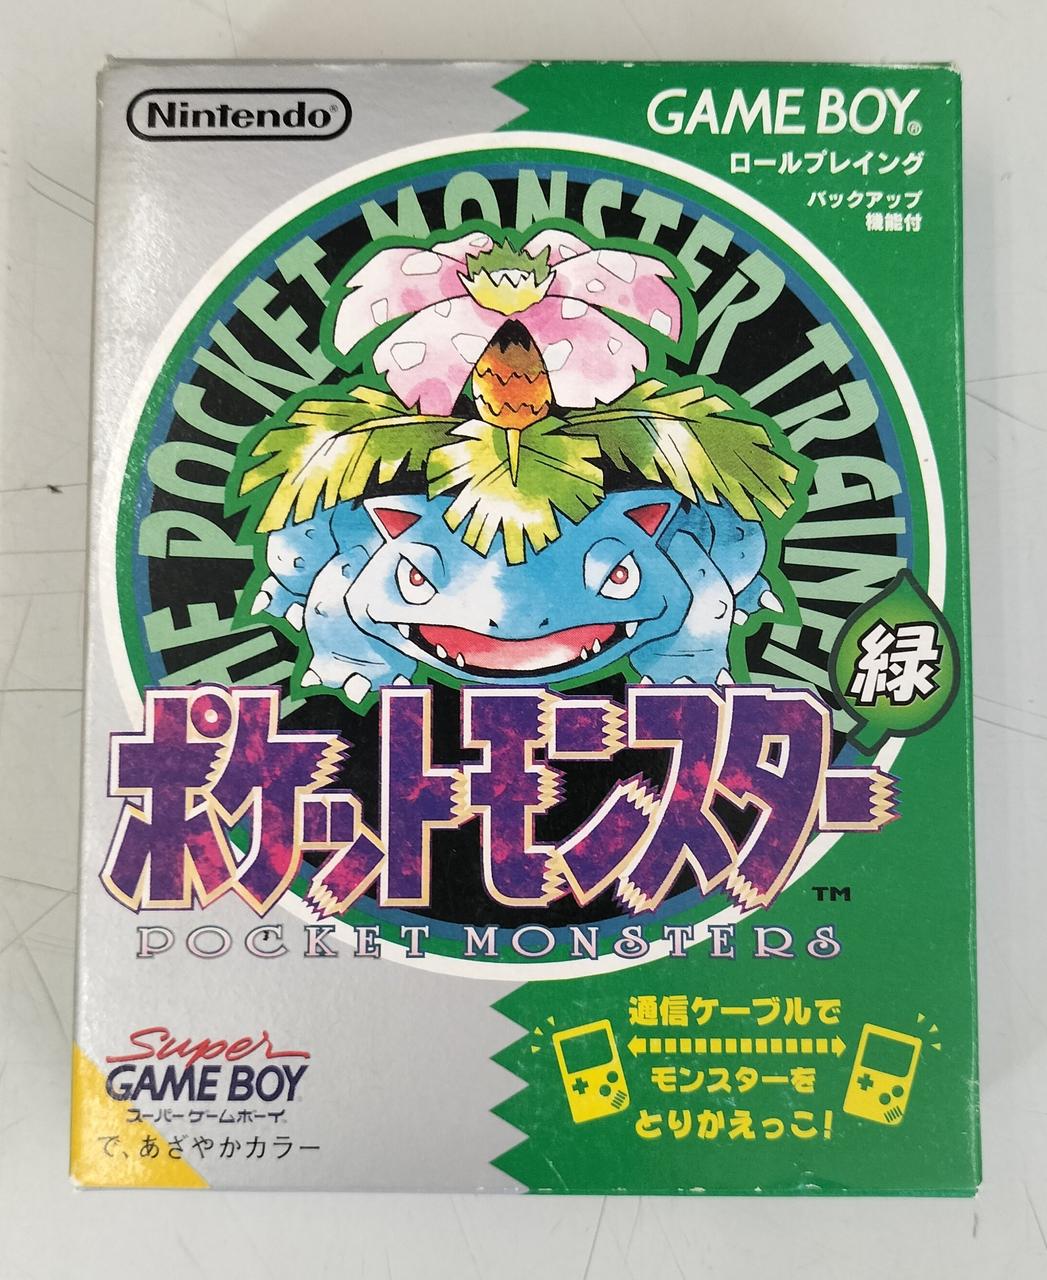 Nintendo®
GAME BOY®
ロールプレイング
バックアップ
機能付
POCKET MONSTER TRAINER
緑
ポケットモンスター
TM
POCKET MONSTERS
通信ケーブルで
モンスターを
とりかえっこ!
Super
GAME BOY
スーパーゲームボーイ
で、あざやかカラー